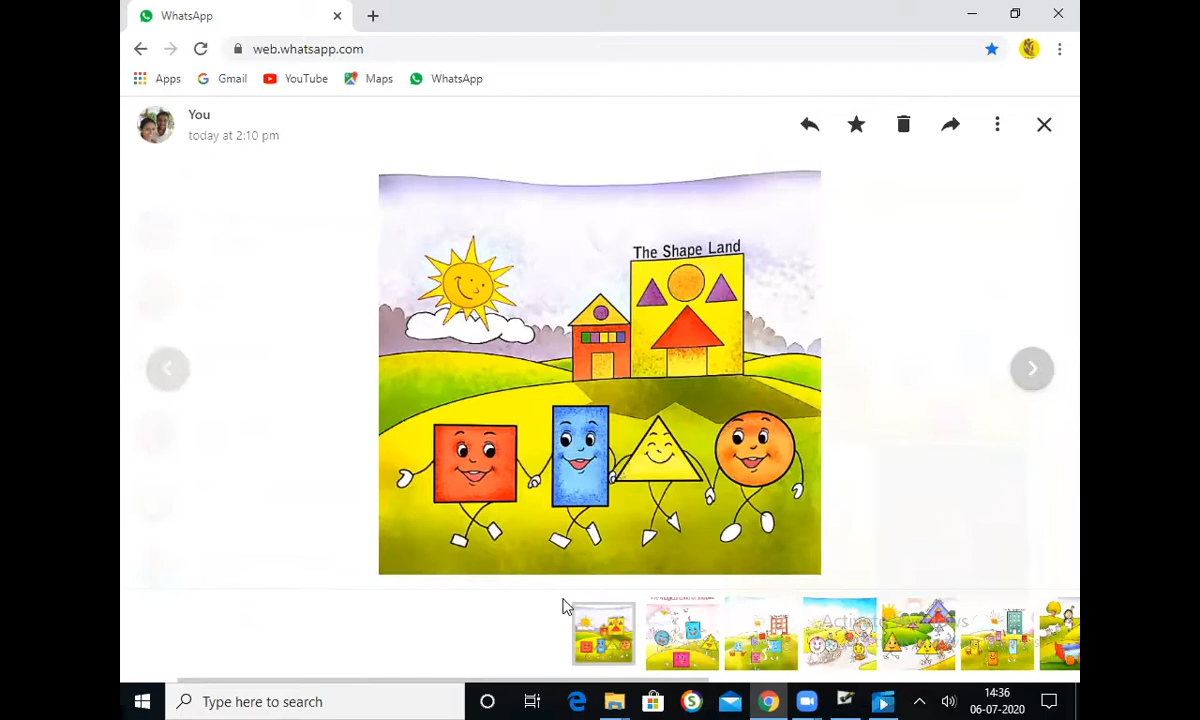 WhatsApp
web.whatsapp.com
Apps
Gmail
YouTube
Maps
WhatsApp
You
today at 2:10 pm
The Shape Land
Type here to search
14:36
06-07-2020